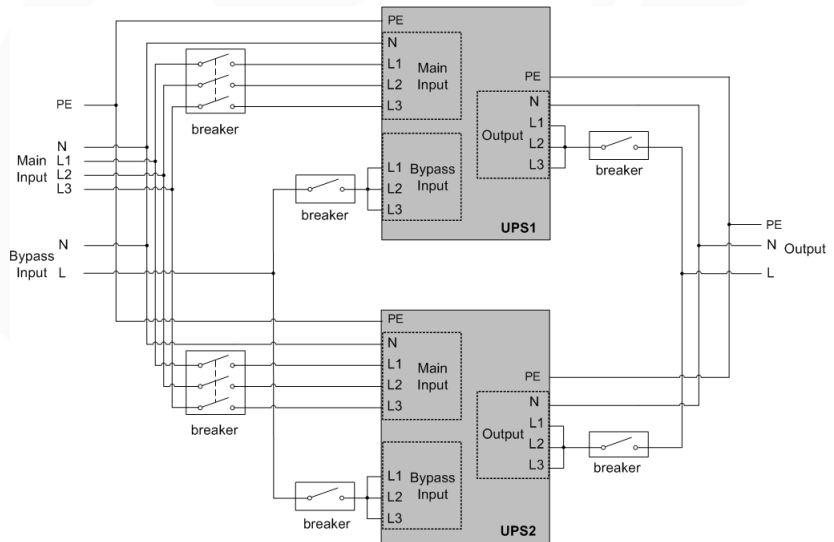 PE
N
L1
L2
L3
Main
Input
breaker
PE
N
L1
L2
L3
Main
Input
PE
N
L1
L2
L3
Output
breaker
L1
L2
L3
Bypass
Input
breaker
UPS1
N
L
Bypass
Input
PE
N
L
Output
PE
N
L1
L2
L3
Main
Input
breaker
PE
N
L1
L2
L3
Output
breaker
L1
L2
L3
Bypass
Input
breaker
UPS2